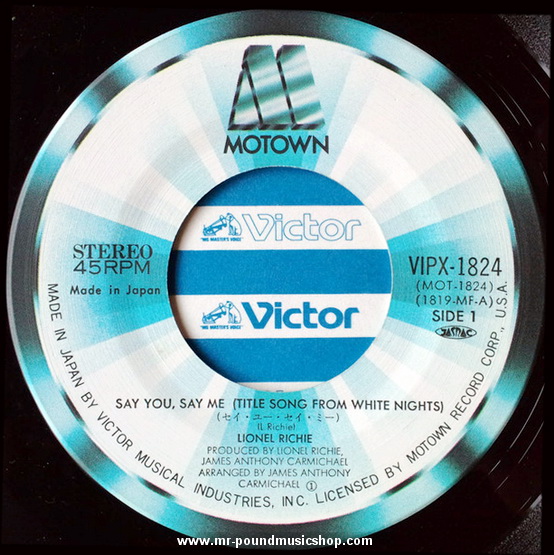 MOTOWN
"HIS MASTER'S VOICE" Victor
"HIS MASTER'S VOICE" Victor
STEREO
45RPM
Made in Japan
VIPX-1824
(MOT-1824)
(1819-MF-A)
SIDE 1
JASRAC
SAY YOU, SAY ME (TITLE SONG FROM WHITE NIGHTS)
(セイ・ユー・セイ・ミー)
(L.Richie)
LIONEL RICHIE
PRODUCED BY LIONEL RICHIE,
JAMES ANTHONY CARMICHAEL
ARRANGED BY JAMES ANTHONY
CARMICHAEL ①
MADE IN JAPAN BY VICTOR MUSICAL INDUSTRIES, INC. LICENSED BY MOTOWN RECORD CORP., U.S.A.
www.mr-poundmusicshop.com